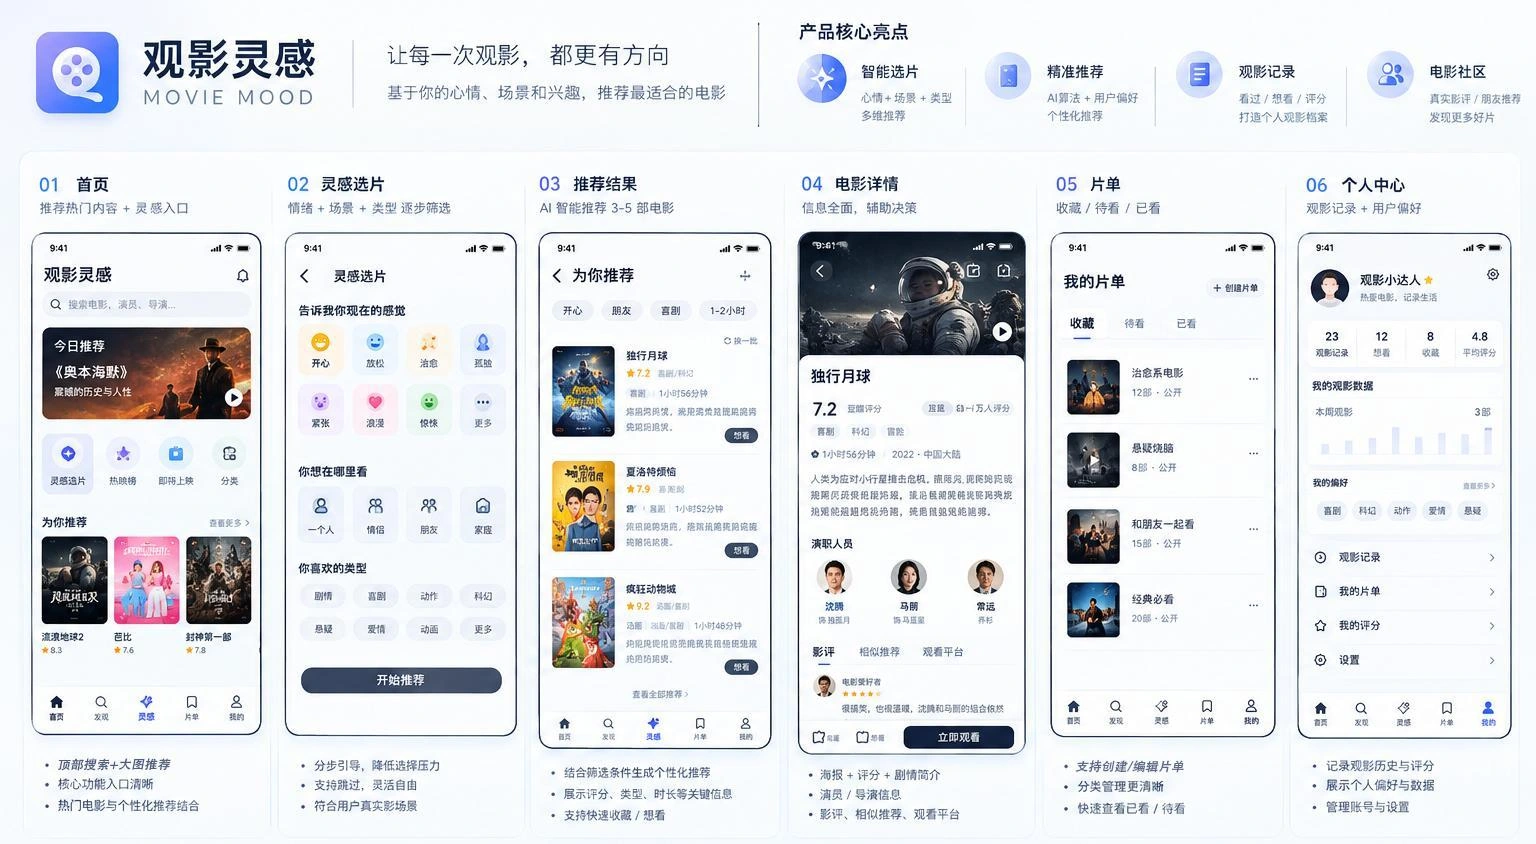 观影灵感
MOVIE MOOD
让每一次观影， 都更有方向
基于你的心情、场景和兴趣，推荐最适合的电影
产品核心亮点
智能选片
心情+ 场景 + 类型
多维推荐
精准推荐
AI算法 + 用户偏好
个性化推荐
观影记录
看过 / 想看 / 评分
打造个人观影档案
电影社区
真实影评 / 朋友推荐
发现更多好片
01 首页
推荐热门内容 + 灵感入口
9:41
观影灵感
搜索电影，演员、导演...
今日推荐
《奥本海默》
震撼的历史与人性
灵感选片
热映榜
即将上映
分类
为你推荐
查看更多 >
流浪地球2
8.3
芭比
7.6
封神第一部
7.8
首页
发现
灵感
片单
我的
• 顶部搜索+大图推荐
• 核心功能入口清晰
• 热门电影与个性化推荐结合
02 灵感选片
情绪 + 场景 + 类型 逐步筛选
9:41
灵感选片
告诉我你现在的感觉
开心
放松
治愈
孤独
紧张
浪漫
惊悚
更多
你想在哪里看
一个人
情侣
朋友
家庭
你喜欢的类型
剧情
喜剧
动作
科幻
悬疑
爱情
动画
更多
开始推荐
• 分步引导，降低选择压力
• 支持跳过，灵活自由
• 符合用户真实影场景
03 推荐结果
AI 智能推荐 3-5 部电影
9:41
为你推荐
开心
朋友
喜剧
1-2小时
换一批
独行月球
7.2
喜剧/科幻
喜剧 1小时56分钟
想看
夏洛特烦恼
7.9
1小时52分钟
想看
疯狂动物城
9.2
1小时48分钟
想看
查看全部推荐 >
首页
发现
灵感
片单
我的
• 结合筛选条件生成个性化推荐
• 展示评分、类型、时长等关键信息
• 支持快速收藏 / 想看
04 电影详情
信息全面，辅助决策
独行月球
7.2 豆瓣评分
万人评分
喜剧
科幻
冒险
1小时56分钟
2022 · 中国大陆
演职人员
沈腾
马丽
常远
影评
相似推荐
观看平台
电影爱好者
立即观看
• 海报 + 评分 + 剧情简介
• 演员 / 导演信息
• 影评、相似推荐、观看平台
05 片单
收藏 / 待看 / 已看
9:41
我的片单
+ 创建片单
收藏
待看
已看
治愈系电影
12部 · 公开
悬疑烧脑
8部 · 公开
和朋友一起看
15部 · 公开
经典必看
20部 · 公开
首页
发现
灵感
片单
我的
• 支持创建/编辑片单
• 分类管理更清晰
• 快速查看已看 / 待看
06 个人中心
观影记录 + 用户偏好
9:41
观影小达人
热爱电影，记录生活
23
观影记录
12
想看
8
收藏
4.8
平均评分
我的观影数据
本周观影
3部
我的偏好
查看更多 >
喜剧
科幻
动作
爱情
悬疑
观影记录
我的片单
我的评分
设置
首页
发现
灵感
片单
我的
• 记录观影历史与评分
• 展示个人偏好与数据
• 管理账号与设置